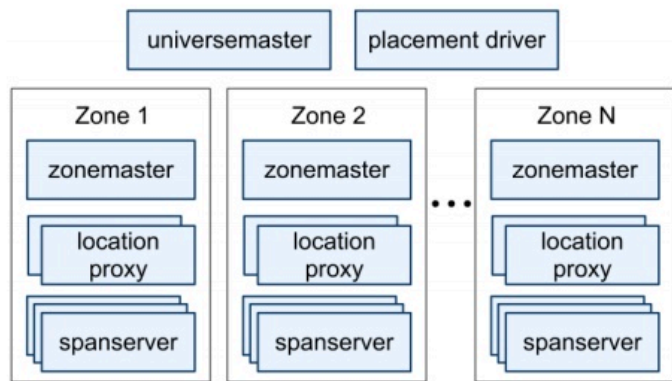 universemaster
placement driver
Zone 1
zonemaster
location
proxy
spanserver
Zone 2
zonemaster
location
proxy
spanserver
...
Zone N
zonemaster
location
proxy
spanserver